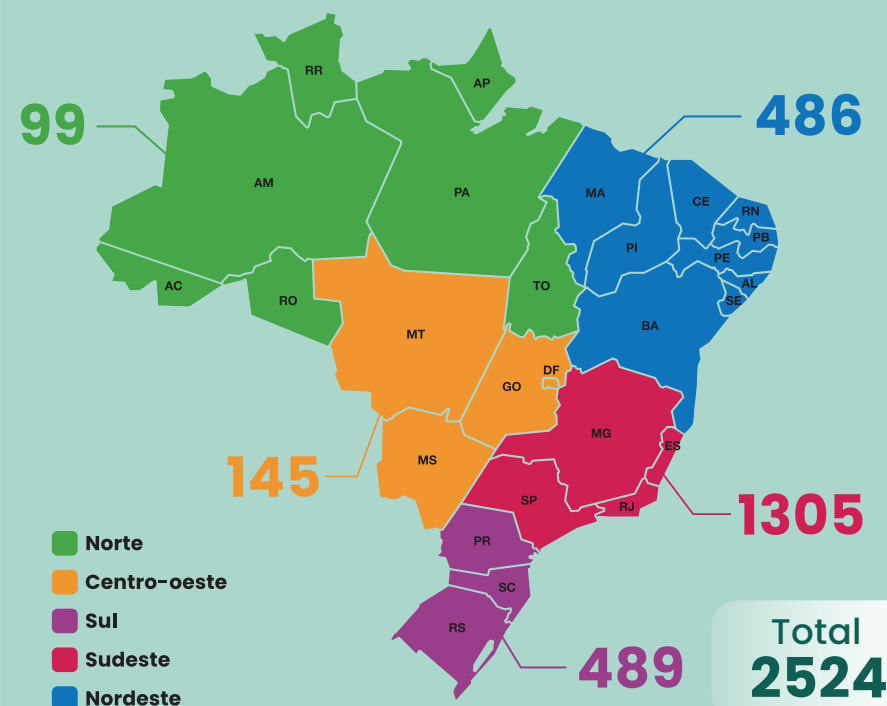 RR
AP
99
486
AM
PA
MA
CE
RN
PB
PI
PE
AC
RO
TO
AL
SE
MT
BA
DF
GO
MG
ES
MS
145
SP
RJ
1305
PR
Norte
Centro-oeste
SC
Sul
RS
Sudeste
489
Nordeste
Total
2524